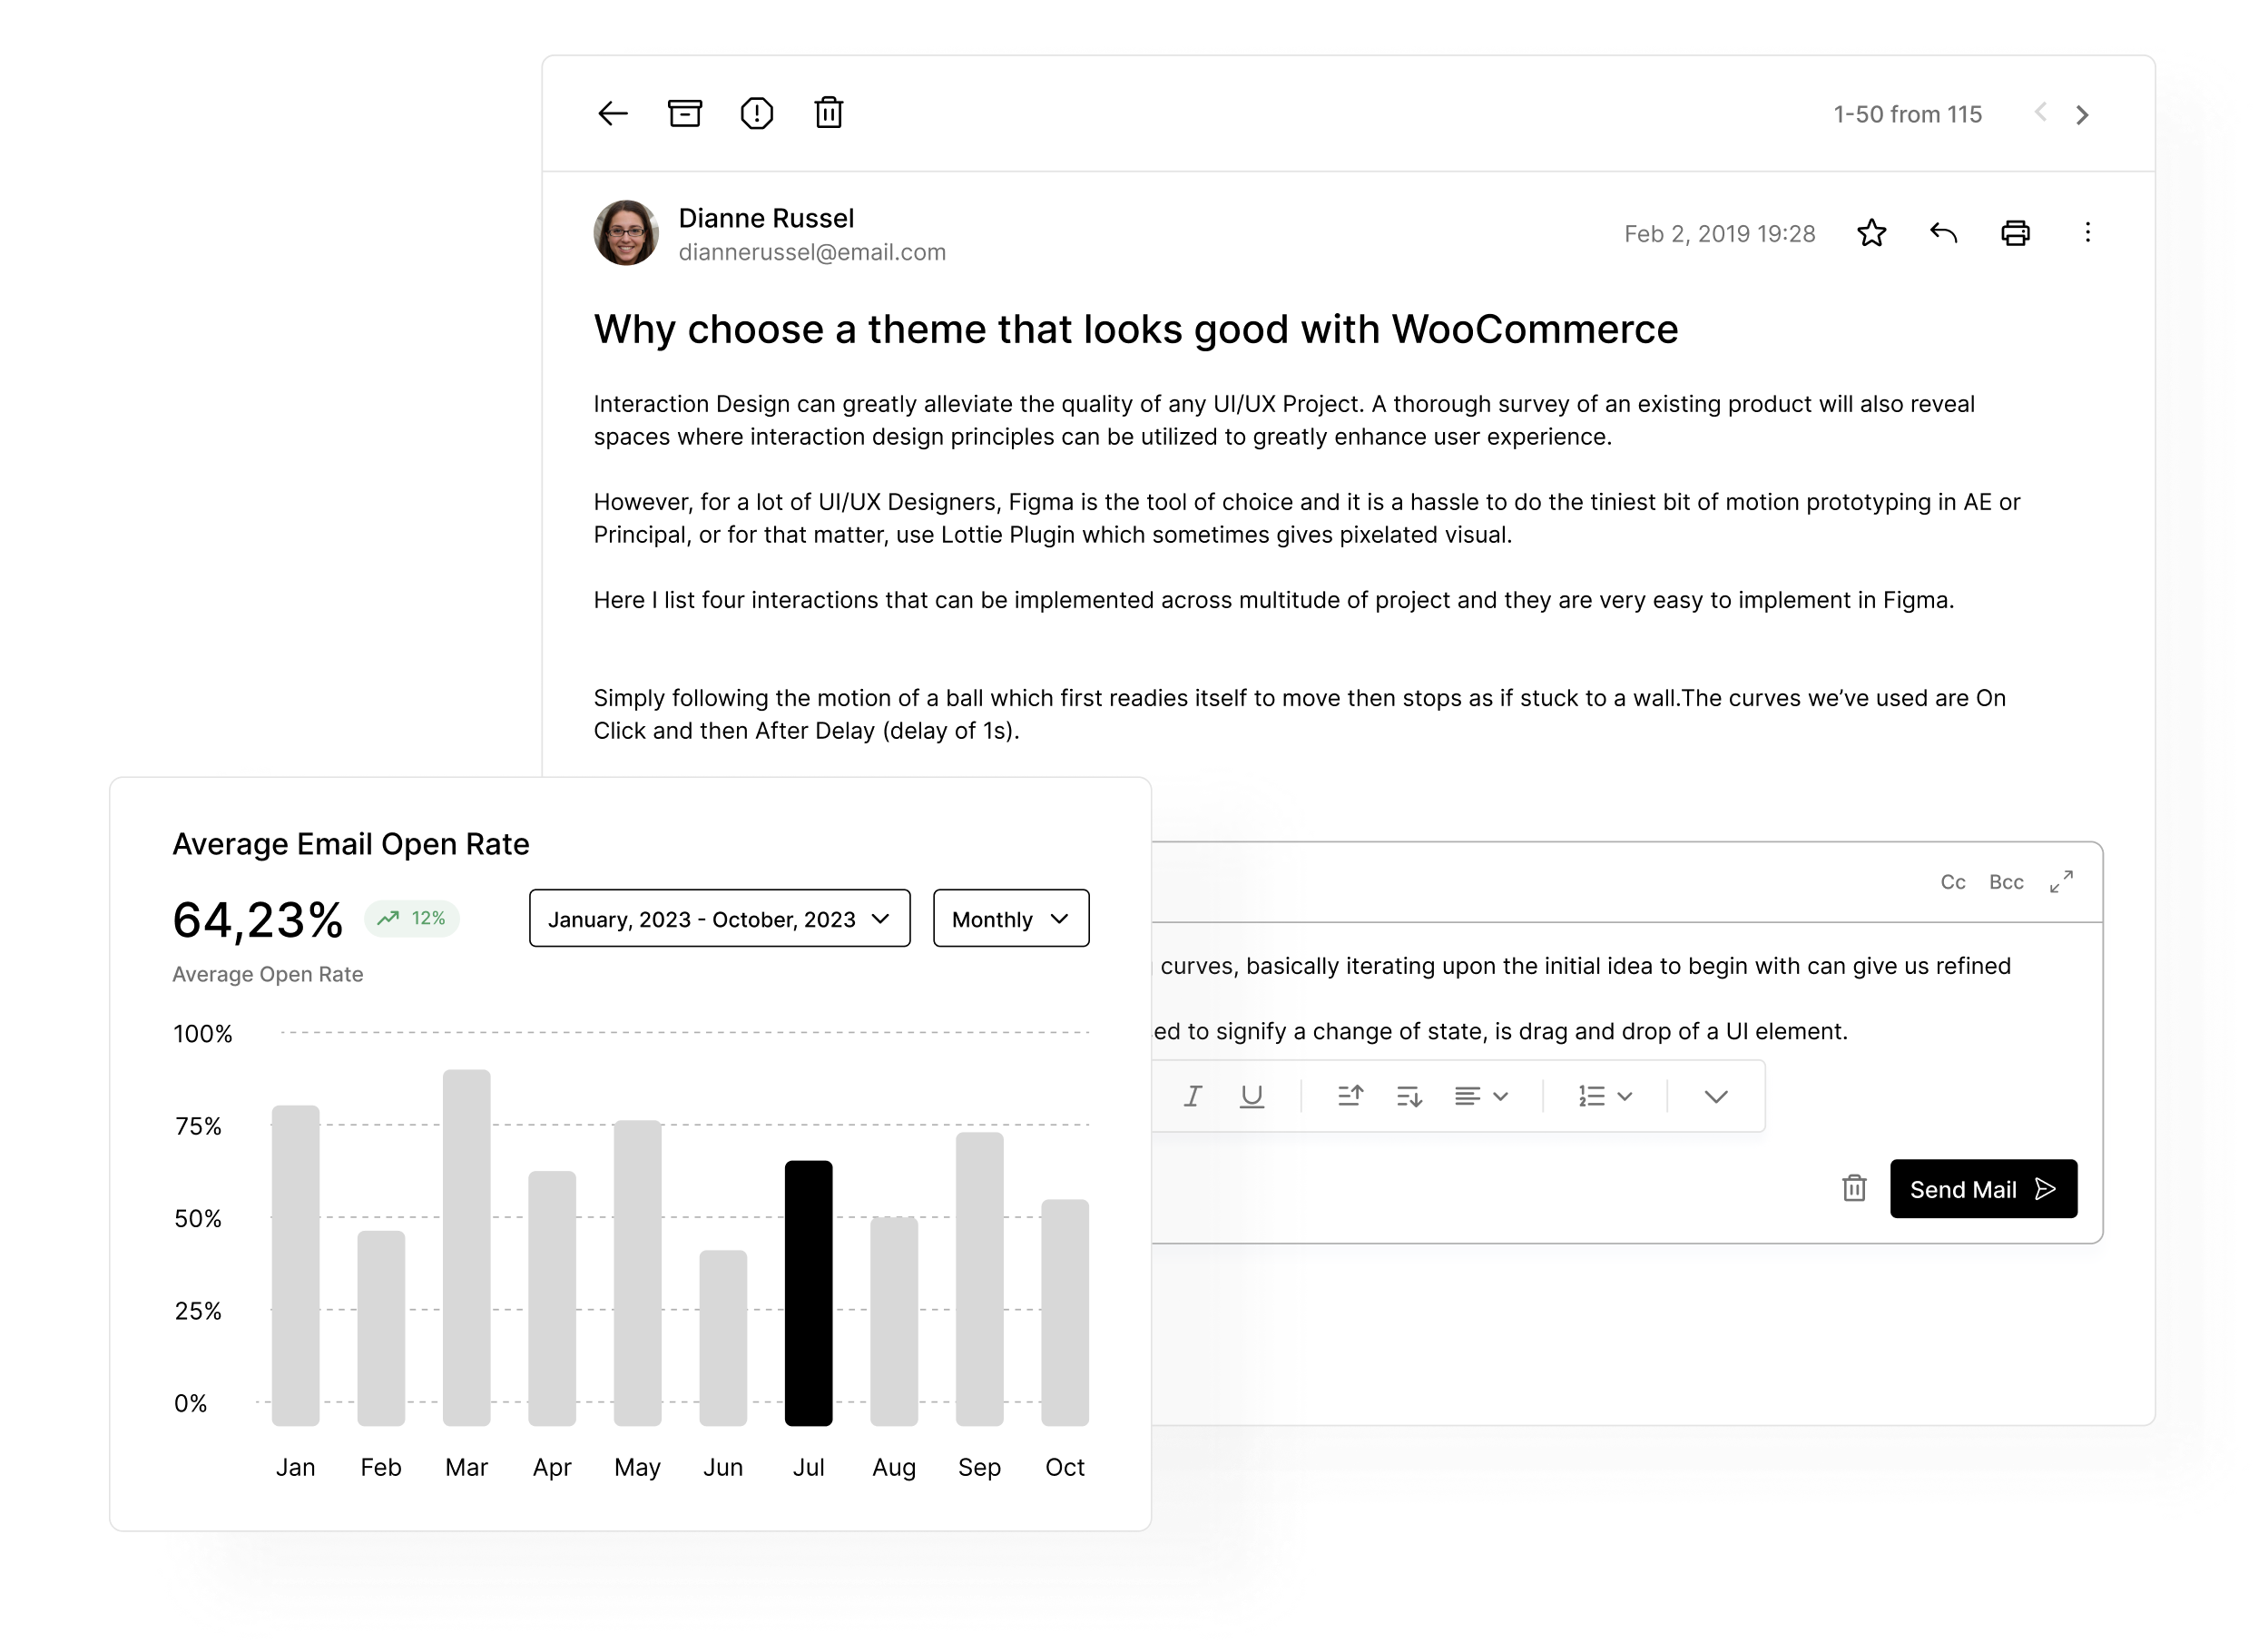 1-50 from 115
Dianne Russel
diannerussel@email.com
Feb 2, 2019 19:28
Why choose a theme that looks good with WooCommerce
Interaction Design can greatly alleviate the quality of any UI/UX Project. A thorough survey of an existing product will also reveal
spaces where interaction design principles can be utilized to greatly enhance user experience.
However, for a lot of UI/UX Designers, Figma is the tool of choice and it is a hassle to do the tiniest bit of motion prototyping in AE or
Principal, or for that matter, use Lottie Plugin which sometimes gives pixelated visual.
Here I list four interactions that can be implemented across multitude of project and they are very easy to implement in Figma.
Simply following the motion of a ball which first readies itself to move then stops as if stuck to a wall.The curves we’ve used are On
Click and then After Delay (delay of 1s).
Cc Bcc
curves, basically iterating upon the initial idea to begin with can give us refined
to signify a change of state, is drag and drop of a UI element.
Send Mail
Average Email Open Rate
64,23% 12%
January, 2023 - October, 2023
Monthly
Average Open Rate
100%
75%
50%
25%
0%
Jan Feb Mar Apr May Jun Jul Aug Sep Oct